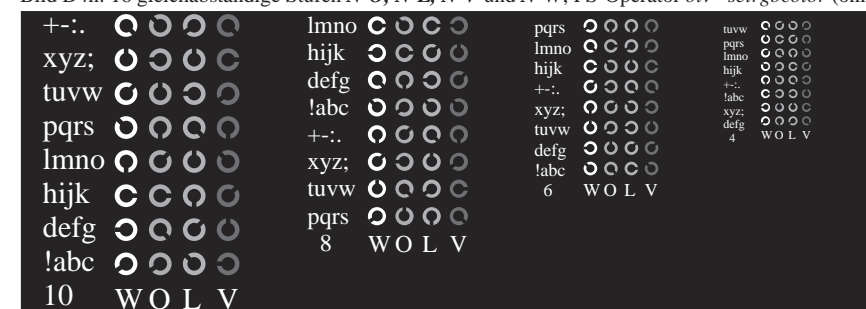 +-:.
xyz;
tuvw
pqrs
lmno
hijk
defg
!abc
10 W O L V
lmno
hijk
defg
!abc
+-:.
xyz;
tuvw
pqrs
8 W O L V
pqrs
lmno
hijk
+-:.
xyz;
tuvw
defg
!abc
6 W O L V
tuvw
pqrs
lmno
hijk
+-:.
!abc
xyz;
defg
4 W O L V